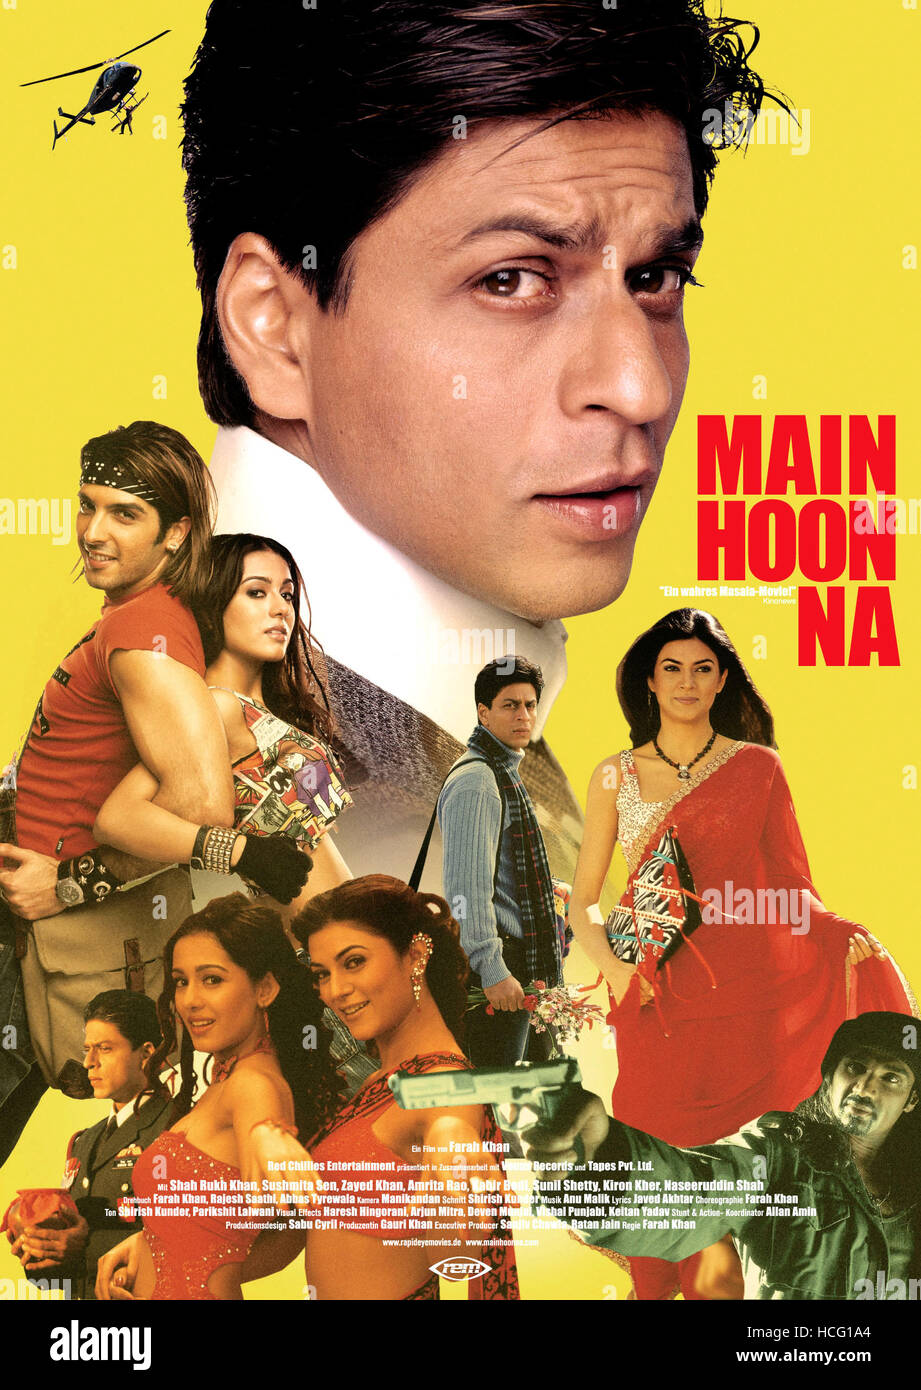 MAIN
HOON
NA
"Ein wahres Masala-Movie!"
Kinonews
Ein Film von Farah Khan
Red Chillies Entertainment präsentiert in Zusammenarbeit mit Venus Records und Tapes Pvt. Ltd.
Mit Shah Rukh Khan, Sushmita Sen, Zayed Khan, Amrita Rao, Kabir Bedi, Sunil Shetty, Kiron Kher, Naseeruddin Shah
Drehbuch Farah Khan, Rajesh Saathi, Abbas Tyrewala Kamera Manikandan Schnitt Shirish Kunder Musik Anu Malik Lyrics Javed Akhtar Choreographie Farah Khan
Ton Shirish Kunder, Parikshit Lalwani Visual Effects Haresh Hingorani, Arjun Mitra, Deven Vishal Punjabi, Keitan Yadav Stunt & Action- Koordinator Allan Amin
Produktionsdesign Sabu Cyril Produzentin Gauri Khan Executive Producer Sanjiv Chawla, Ratan Jain Regie Farah Khan
www.rapideyemovies.de www.mainhoonna.com
rem
alamy
Image ID: HCG1A4
www.alamy.com